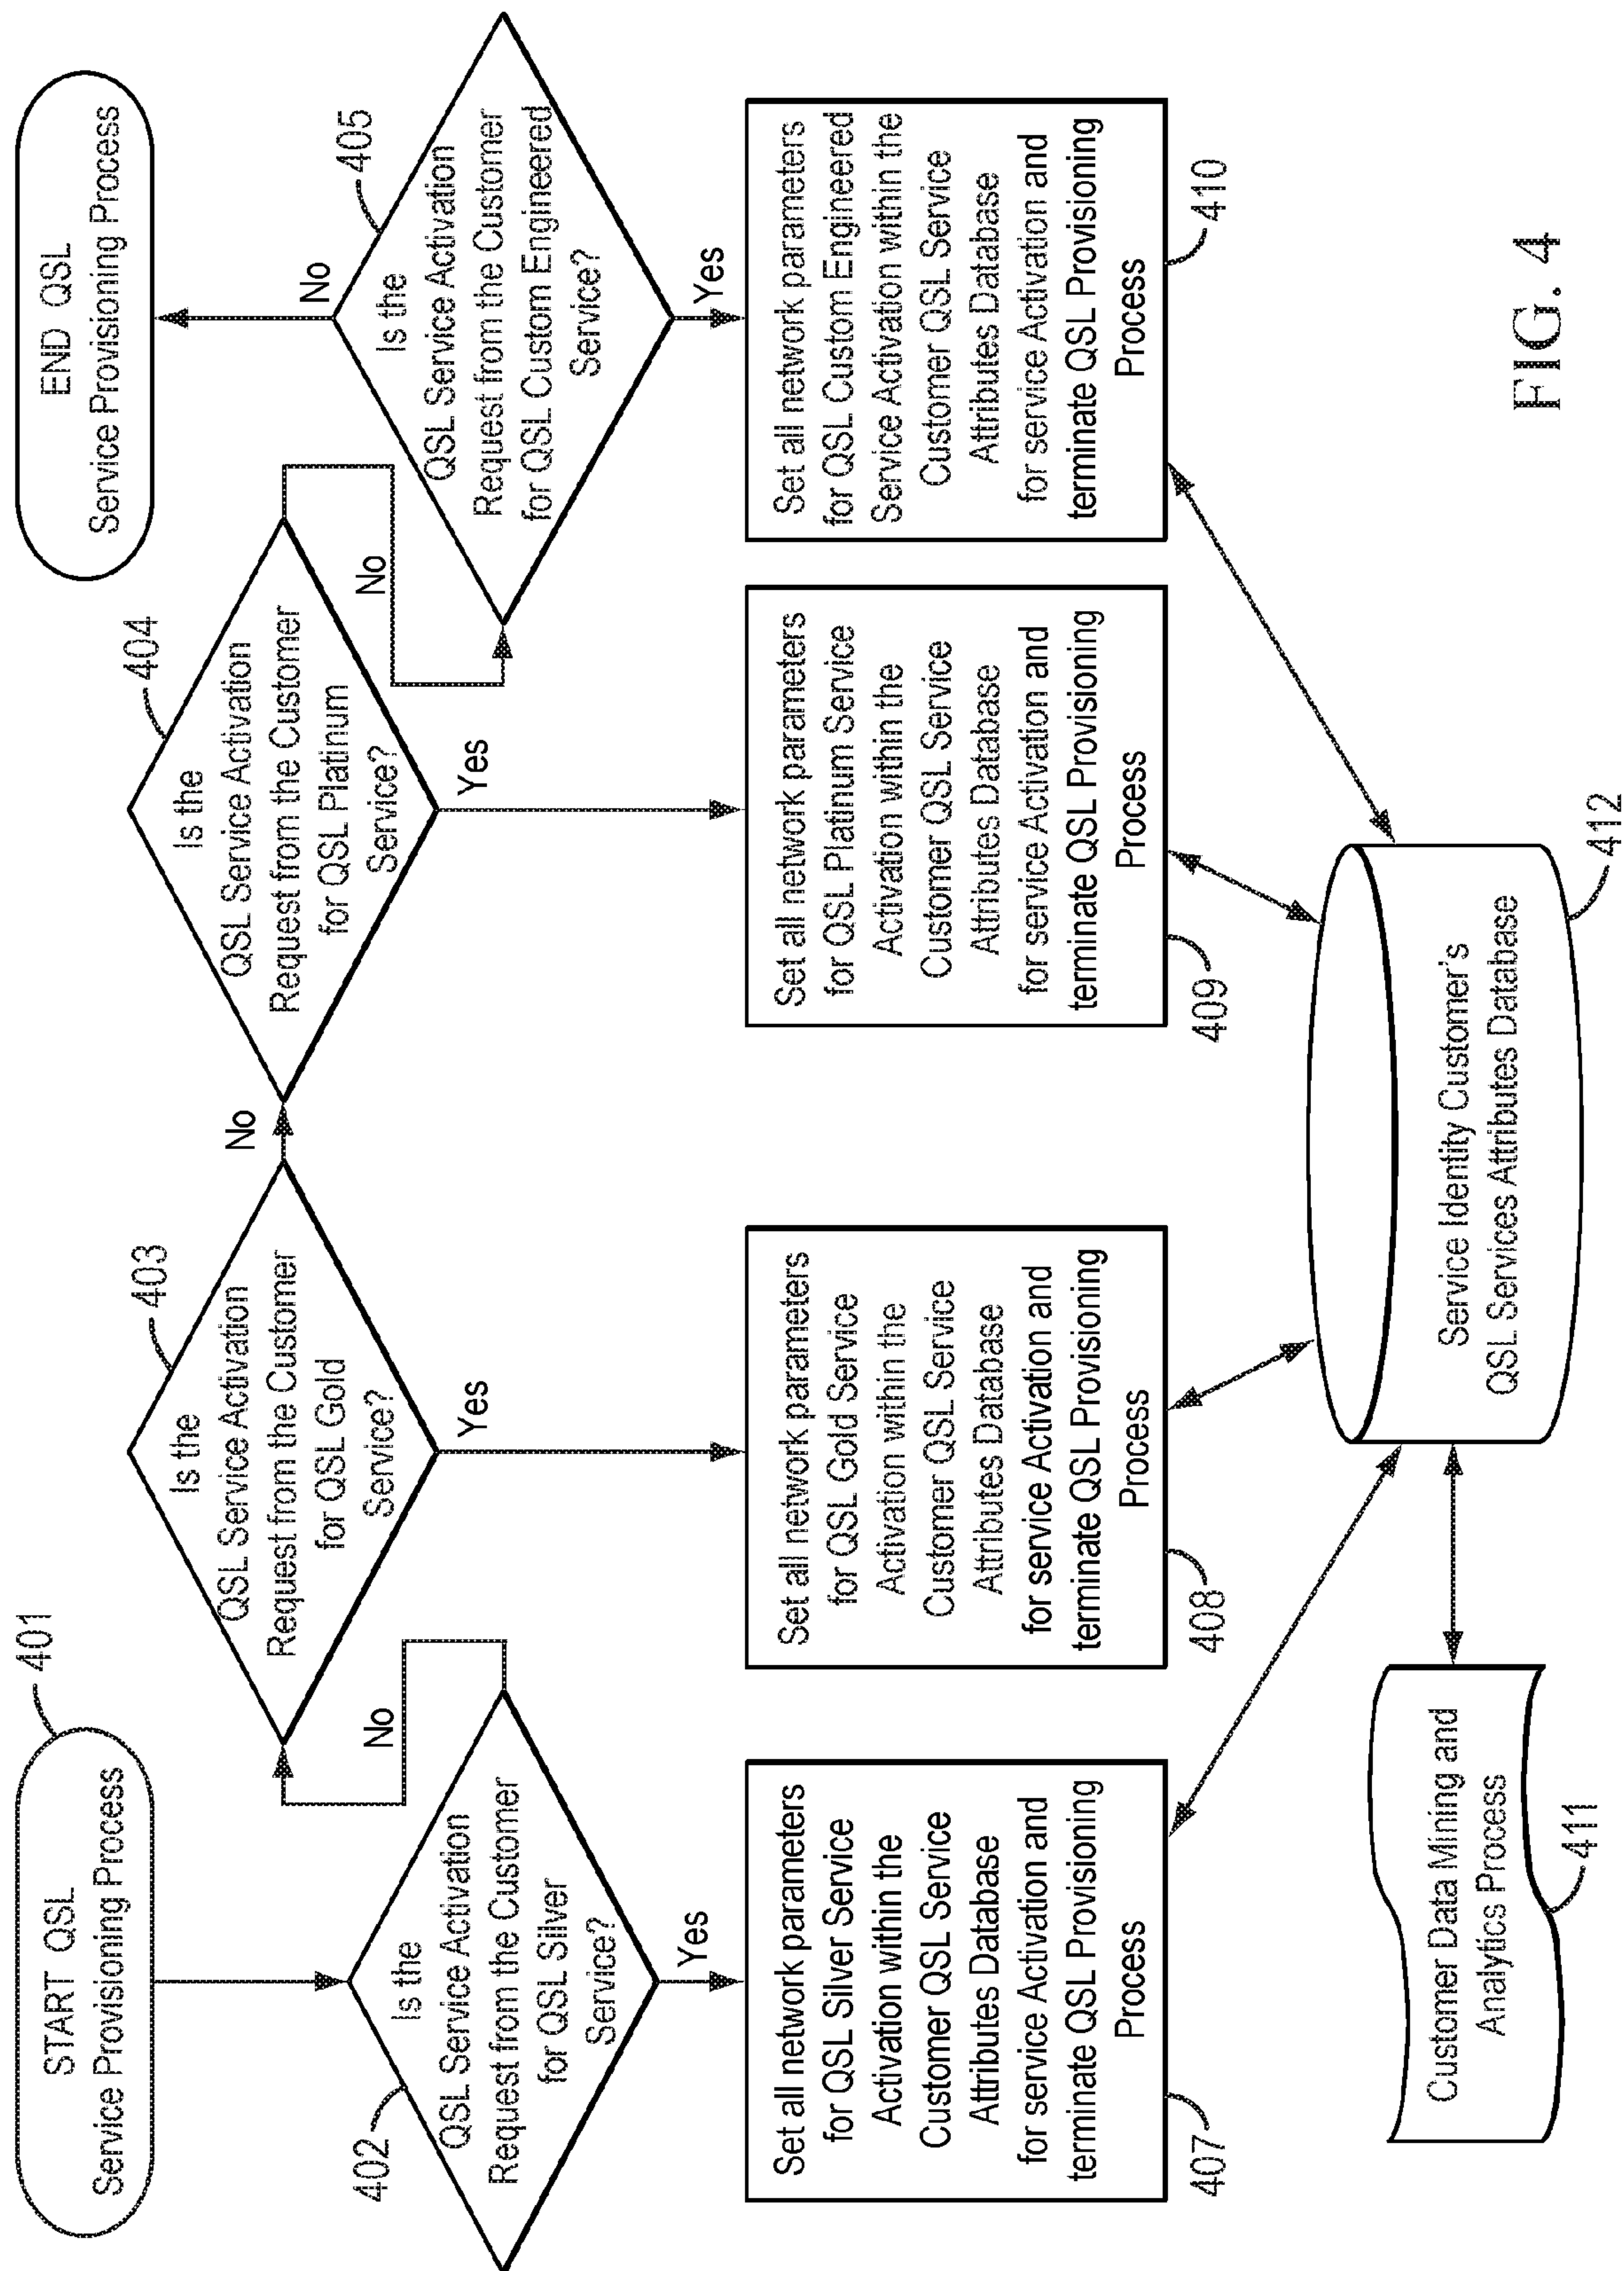 START QSL
Service Provisioning Process
401
END QSL
Service Provisioning Process
402
Is the
QSL Service Activation
Request from the Customer
for QSL Silver
Service?
No
Yes
403
Is the
QSL Service Activation
Request from the Customer
for QSL Gold
Service?
No
Yes
404
Is the
QSL Service Activation
Request from the Customer
for QSL Platinum
Service?
No
Yes
405
Is the
QSL Service Activation
Request from the Customer
for QSL Custom Engineered
Service?
No
Yes
Set all network parameters
for QSL Silver Service
Activation within the
Customer QSL Service
Attributes Database
for service Activation and
terminate QSL Provisioning
Process
407
Set all network parameters
for QSL Gold Service
Activation within the
Customer QSL Service
Attributes Database
for service Activation and
terminate QSL Provisioning
Process
408
Set all network parameters
for QSL Platinum Service
Activation within the
Customer QSL Service
Attributes Database
for service Activation and
terminate QSL Provisioning
Process
409
Set all network parameters
for QSL Custom Engineered
Service Activation within the
Customer QSL Service
Attributes Database
for service Activation and
terminate QSL Provisioning
Process
410
Customer Data Mining and
Analytics Process
411
Service Identity Customer's
QSL Services Attributes Database
412
FIG. 4